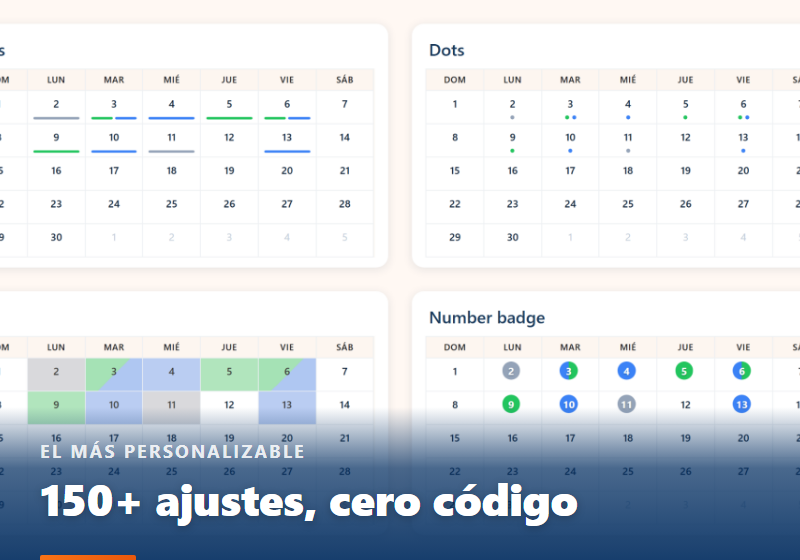 s
Dots
OM LUN MAR MIÉ JUE VIE SÁB
2 3 4 5 6 7
9 10 11 12 13 14
16 17 18 19 20 21
23 24 25 26 27 28
30 1 2 3 4 5
DOM LUN MAR MIÉ JUE VIE SÁ
1 2 3 4 5 6
8 9 10 11 12 13
15 16 17 18 19 20
22 23 24 25 26 27
29 30 1 2 3 4
Number badge
OM LUN MAR MIÉ JUE VIE SÁB
2 3 4 5 6 7
9 10 11 12 13 14
16 17 18 19 20 21
23 24 25 26 27 28
DOM LUN MAR MIÉ JUE VIE SÁ
1 2 3 4 5 6
8 9 10 11 12 13
15 16 17 18 19 20
22 23 24 25 26 27
EL MÁS PERSONALIZABLE
150+ ajustes, cero código